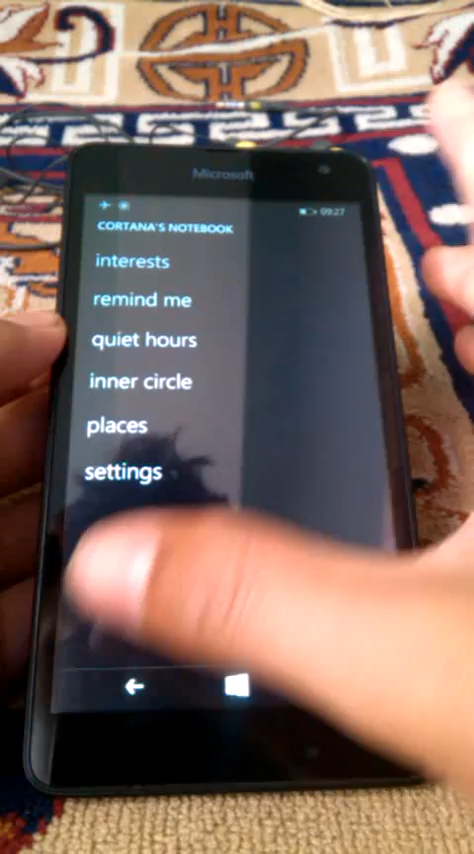 Microsoft
09:27
CORTANA'S NOTEBOOK
interests
remind me
quiet hours
inner circle
places
settings